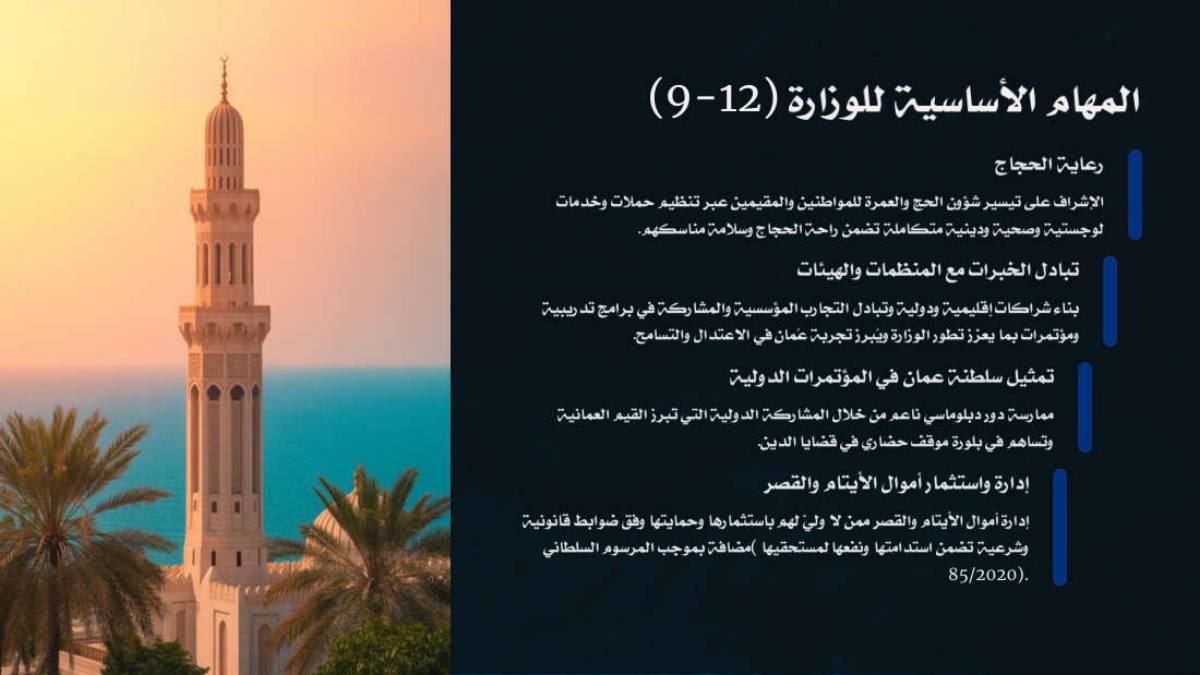 المهام الأساسية للوزارة (12-9)
رعاية الحجاج
الإشراف على تيسير شؤون الحج والعمرة للمواطنين والمقيمين عبر تنظيم حملات وخدمات
لوجستية وصحية ودينية متكاملة تضمن راحة الحجاج وسلامة مناسكهم.
تبادل الخبرات مع المنظمات والهيئات
بناء شراكات إقليمية ودولية وتبادل التجارب المؤسسية والمشاركة في برامج تدريبية
ومؤتمرات بما يعزز تطور الوزارة ويُبرز تجربة عُمان في الاعتدال والتسامح.
تمثيل سلطنة عمان في المؤتمرات الدولية
ممارسة دور دبلوماسي ناعم من خلال المشاركة الدولية التي تبرز القيم العمانية
وتساهم في بلورة موقف حضاري في قضايا الدين.
إدارة واستثمار أموال الأيتام والقصر
إدارة أموال الأيتام والقصر ممن لا وليّ لهم باستثمارها وحمايتها وفق ضوابط قانونية
وشرعية تضمن استدامتها ونفعها لمستحقيها )مضافة بموجب المرسوم السلطاني
85/2020).